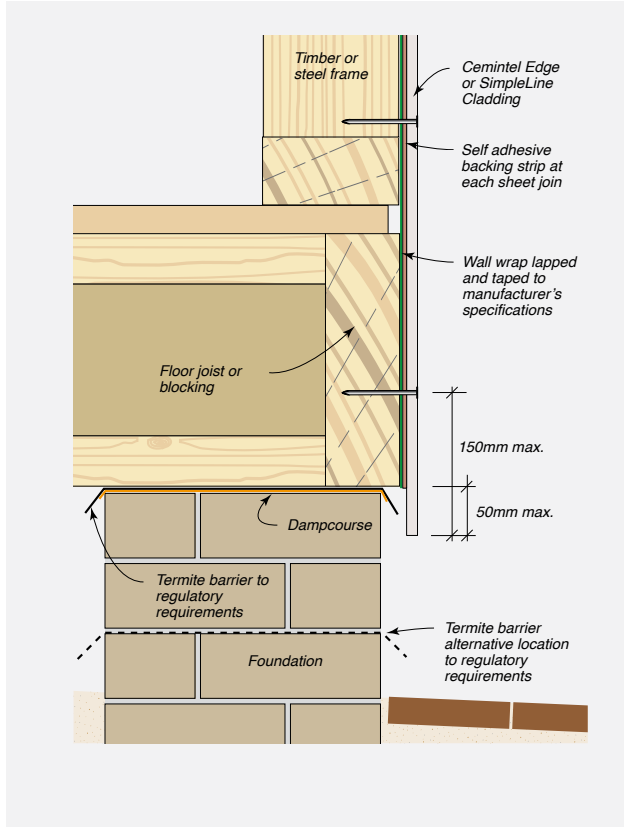 Timber or
steel frame
Cemintel Edge
or SimpleLine
Cladding
Self adhesive
backing strip at
each sheet join
Wall wrap lapped
and taped to
manufacturer's
specifications
Floor joist or
blocking
150mm max.
50mm max.
Dampcourse
Termite barrier to
regulatory
requirements
Termite barrier
alternative location
to regulatory
requirements
Foundation